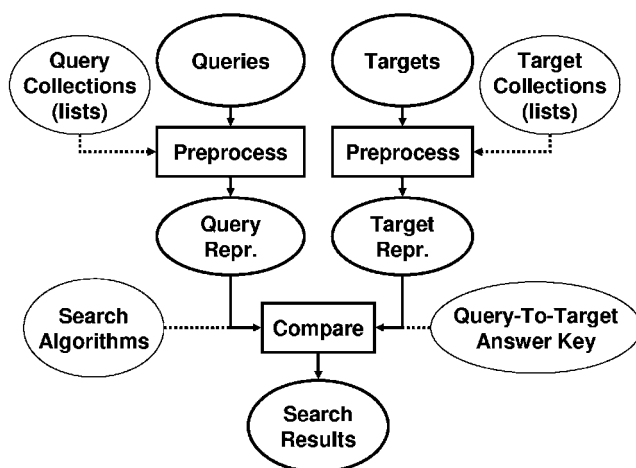 Query
Collections
(lists)
Queries
Targets
Target
Collections
(lists)
Preprocess
Preprocess
Query
Repr.
Target
Repr.
Search
Algorithms
Compare
Query-To-Target
Answer Key
Search
Results